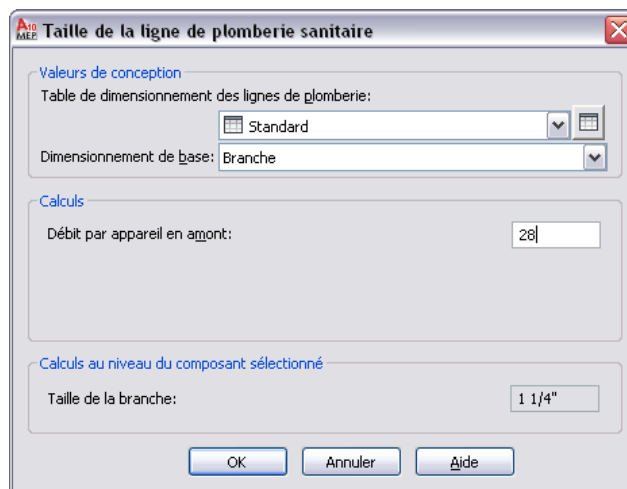 A10 MEP Taille de la ligne de plomberie sanitaire
Valeurs de conception
Table de dimensionnement des lignes de plomberie:
Standard
Dimensionnement de base: Branche
Calculs
Débit par appareil en amont: 28
Calculs au niveau du composant sélectionné
Taille de la branche: 1 1/4"
OK Annuler Aide